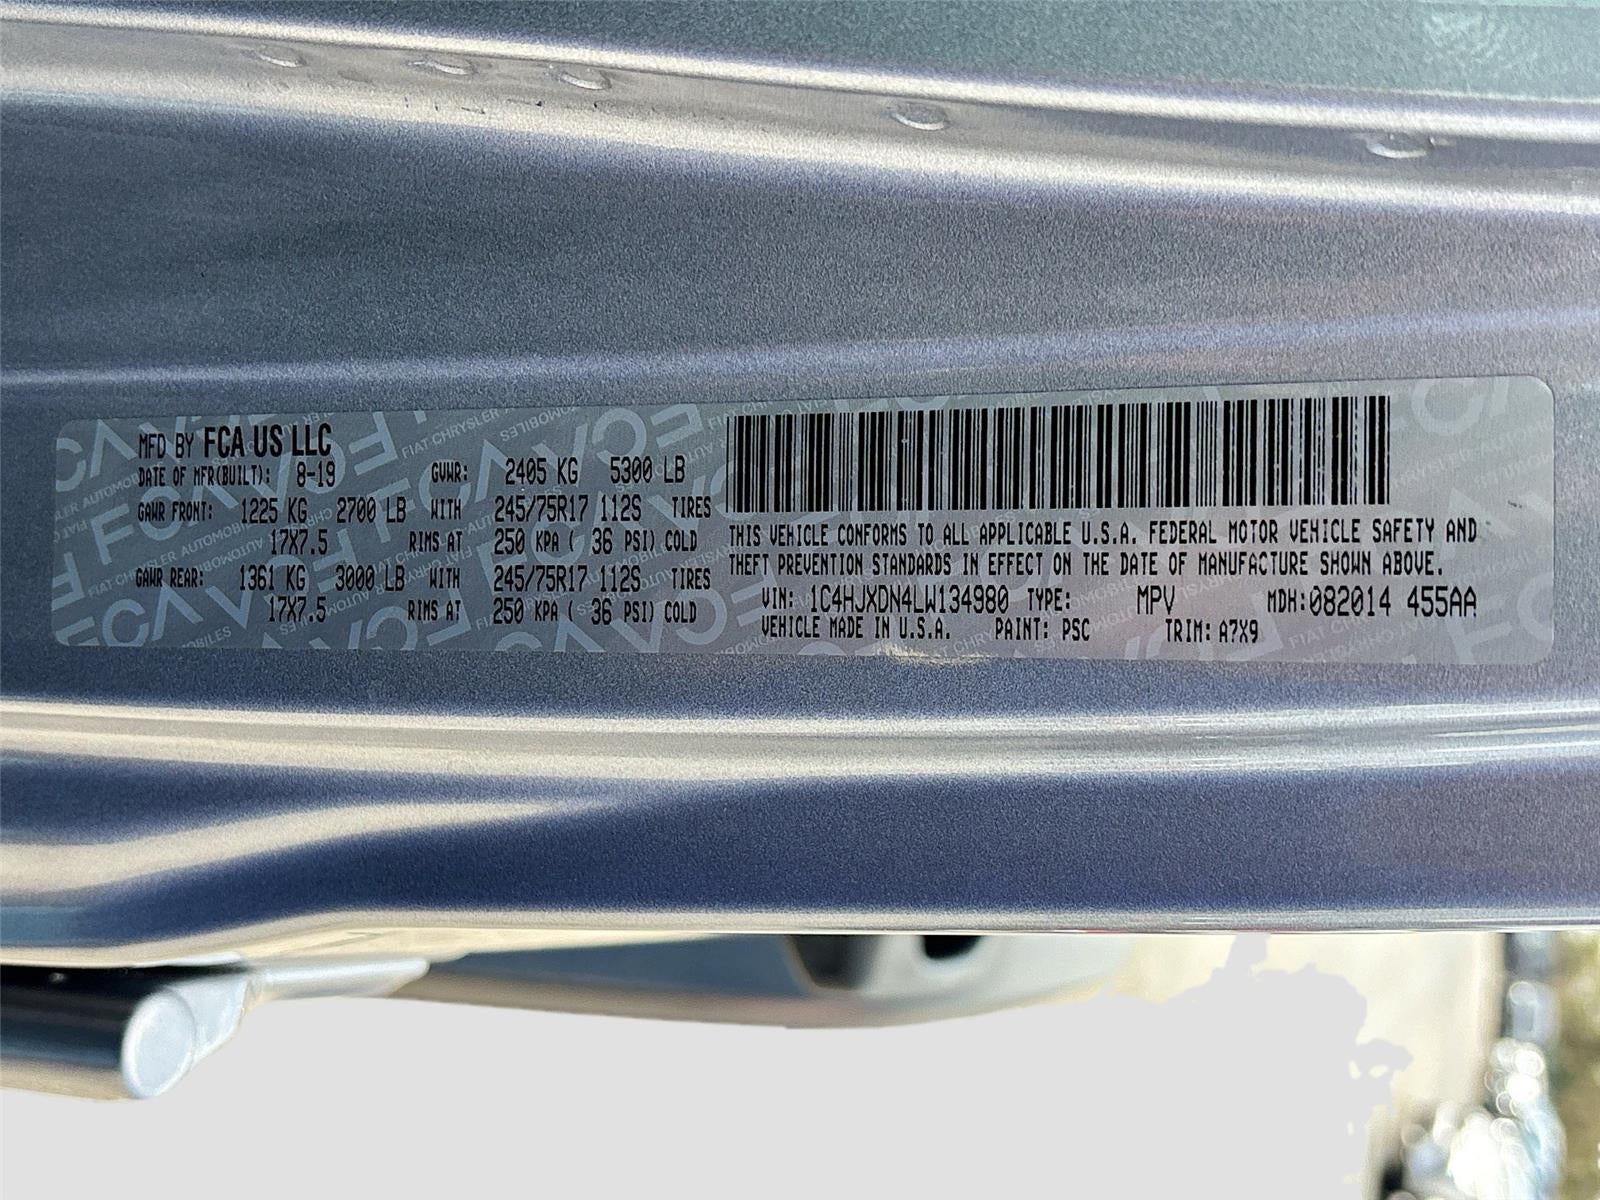 MFD BY FCA US LLC
DATE OF MFR(BUILT): 8-19 GVWR: 2405 KG 5300 LB
GAWR FRONT: 1225 KG 2700 LB WITH 245/75R17 112S TIRES
17X7.5 RIMS AT 250 KPA ( 36 PSI) COLD
GAWR REAR: 1361 KG 3000 LB WITH 245/75R17 112S TIRES
17X7.5 RIMS AT 250 KPA ( 36 PSI) COLD
THIS VEHICLE CONFORMS TO ALL APPLICABLE U.S.A. FEDERAL MOTOR VEHICLE SAFETY AND
THEFT PREVENTION STANDARDS IN EFFECT ON THE DATE OF MANUFACTURE SHOWN ABOVE.
VIN: 1C4HJXDN4LW134980 TYPE: MPV MDH:082014 455AA
VEHICLE MADE IN U.S.A. PAINT: PSC TRIM: A7X9